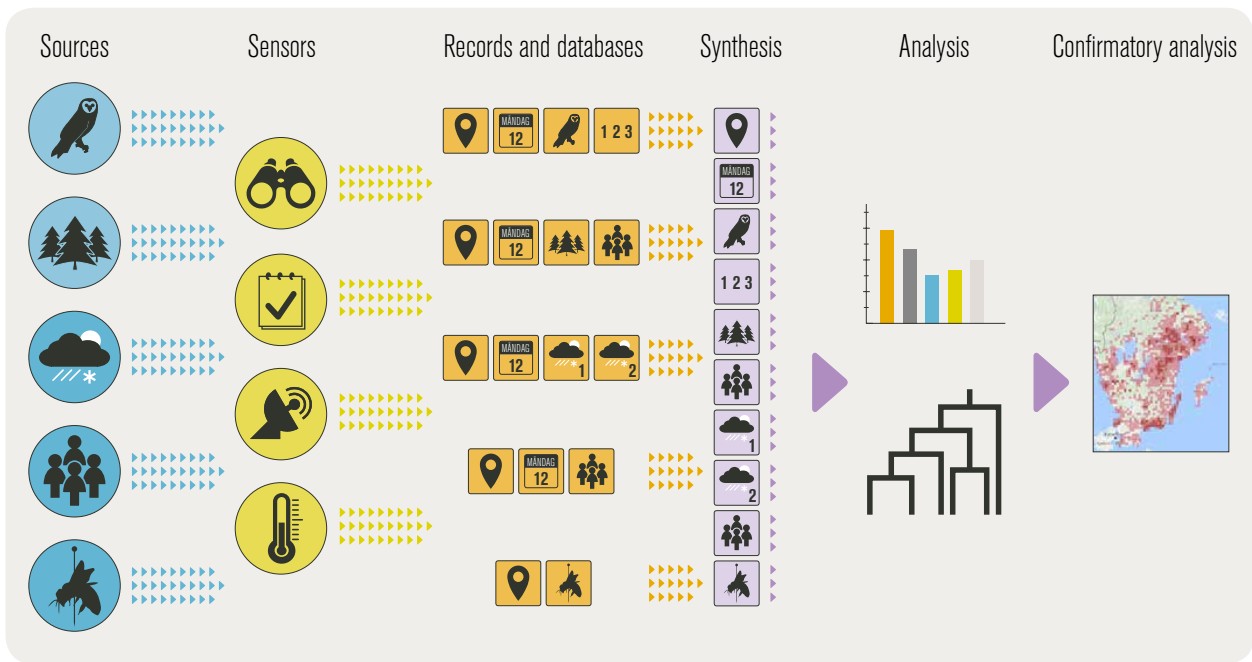 Sources
Sensors
Records and databases
Synthesis
Analysis
Confirmatory analysis
MÅNDAG
12
1 2 3
MÅNDAG
12
MÅNDAG
12
1
2
MÅNDAG
12
MÅNDAG
12
1 2 3
1
2